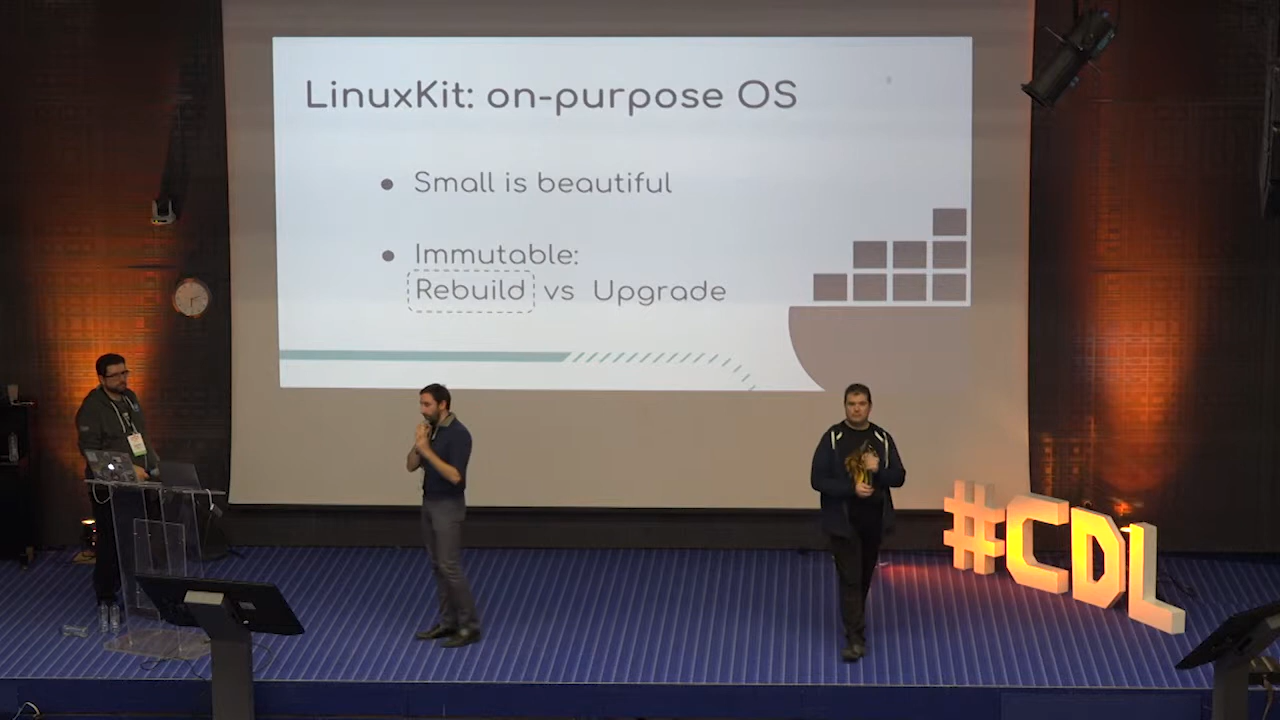 LinuxKit: on-purpose OS
Small is beautiful
Immutable:
Rebuild vs Upgrade
#CDL